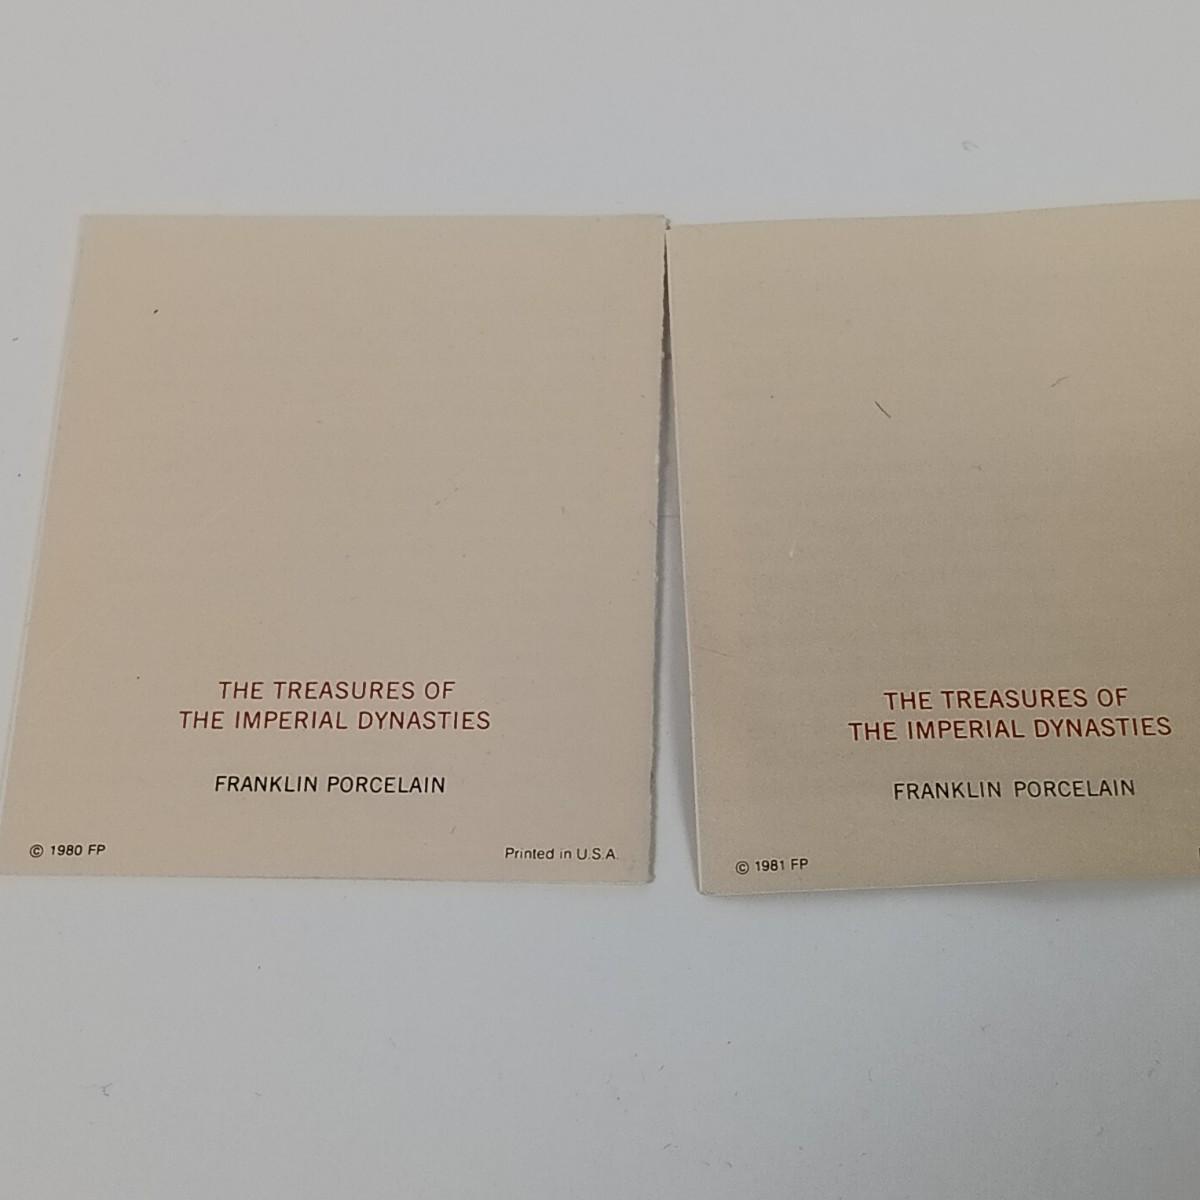 THE TREASURES OF
THE IMPERIAL DYNASTIES
FRANKLIN PORCELAIN
© 1980 FP
Printed in U.S.A.
THE TREASURES OF
THE IMPERIAL DYNASTIES
FRANKLIN PORCELAIN
© 1981 FP